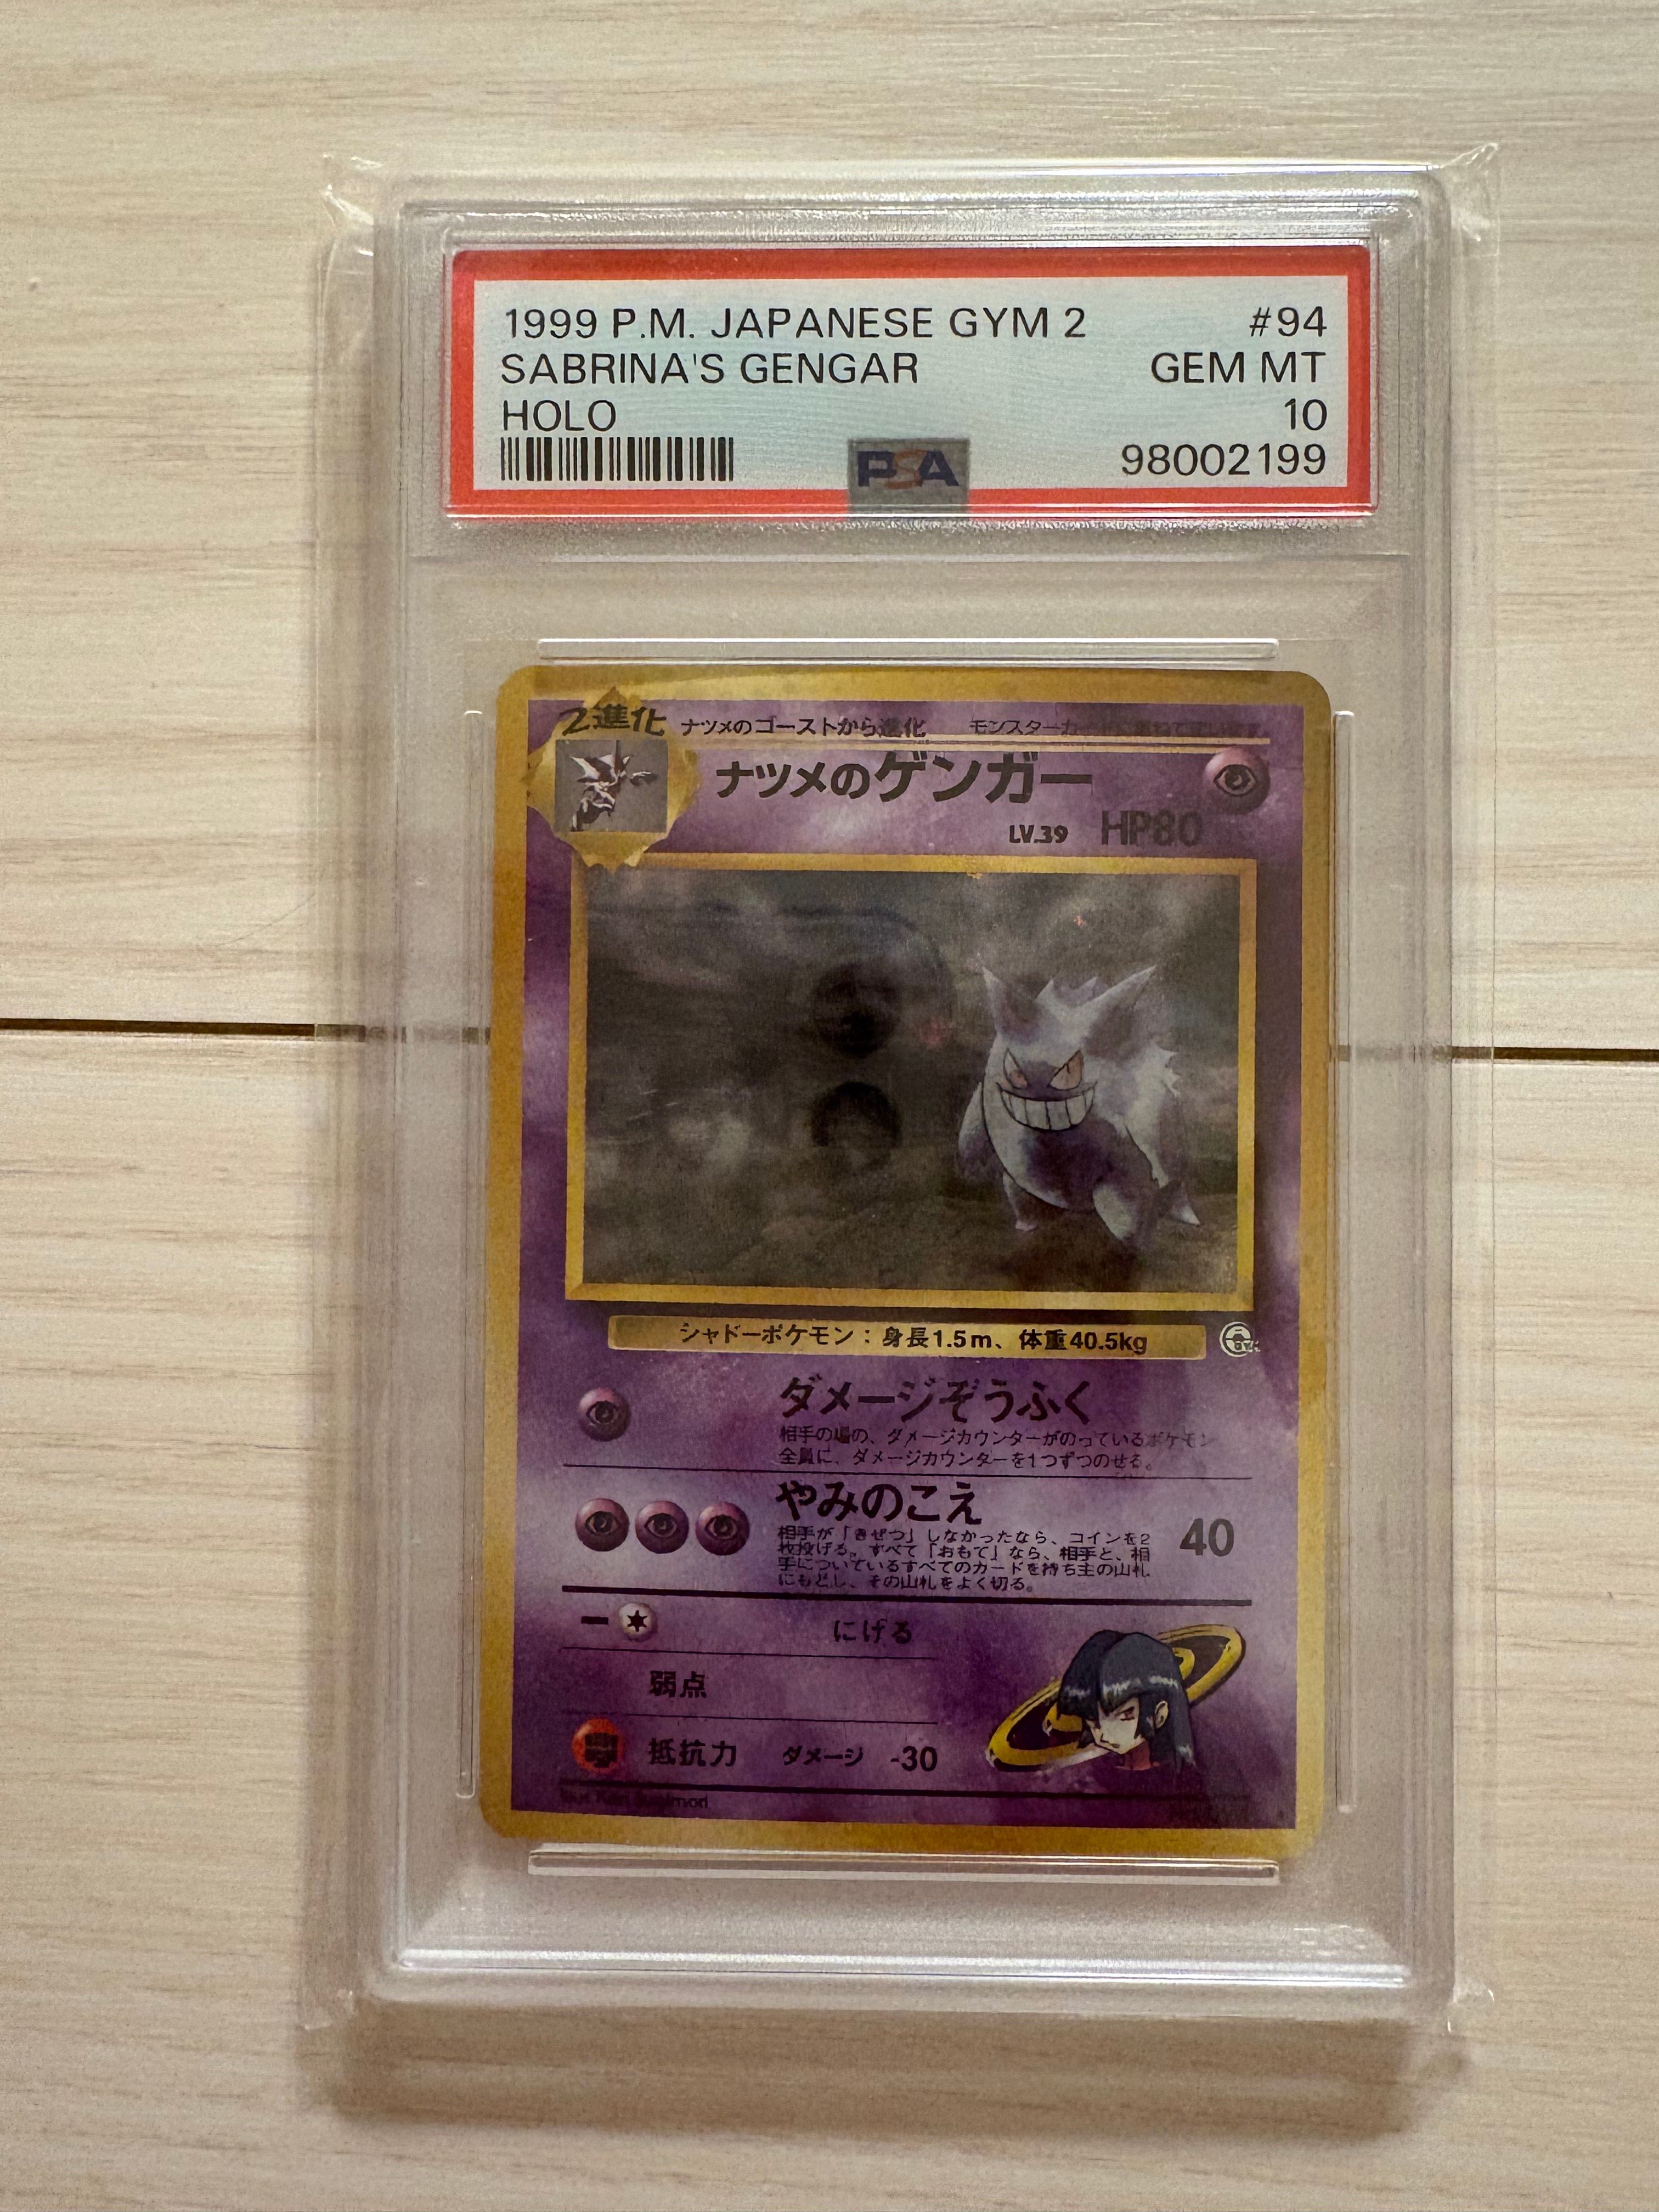 1999 P.M. JAPANESE GYM 2 #94
SABRINA'S GENGAR GEM MT
HOLO 10
PSA 98002199
2進化 ナツメのゴーストから進化 モンスターカ
ナツメのゲンガー
LV.39 HP80
シャドーポケモン：身長1.5m、体重40.5kg
ダメージぞうふく
相手の場の、ダメージカウンターがのっているポケモン
全員に、ダメージカウンターを1つずつのせる。
やみのこえ
40
相手が「きぜつ」しなかったなら、コインを2
枚投げる。すべて「おもて」なら、相手と、相
手についているすべてのカードを持ち主の山札
にもどし、その山札をよく切る。
ー にげる
弱点
抵抗力 ダメージ -30